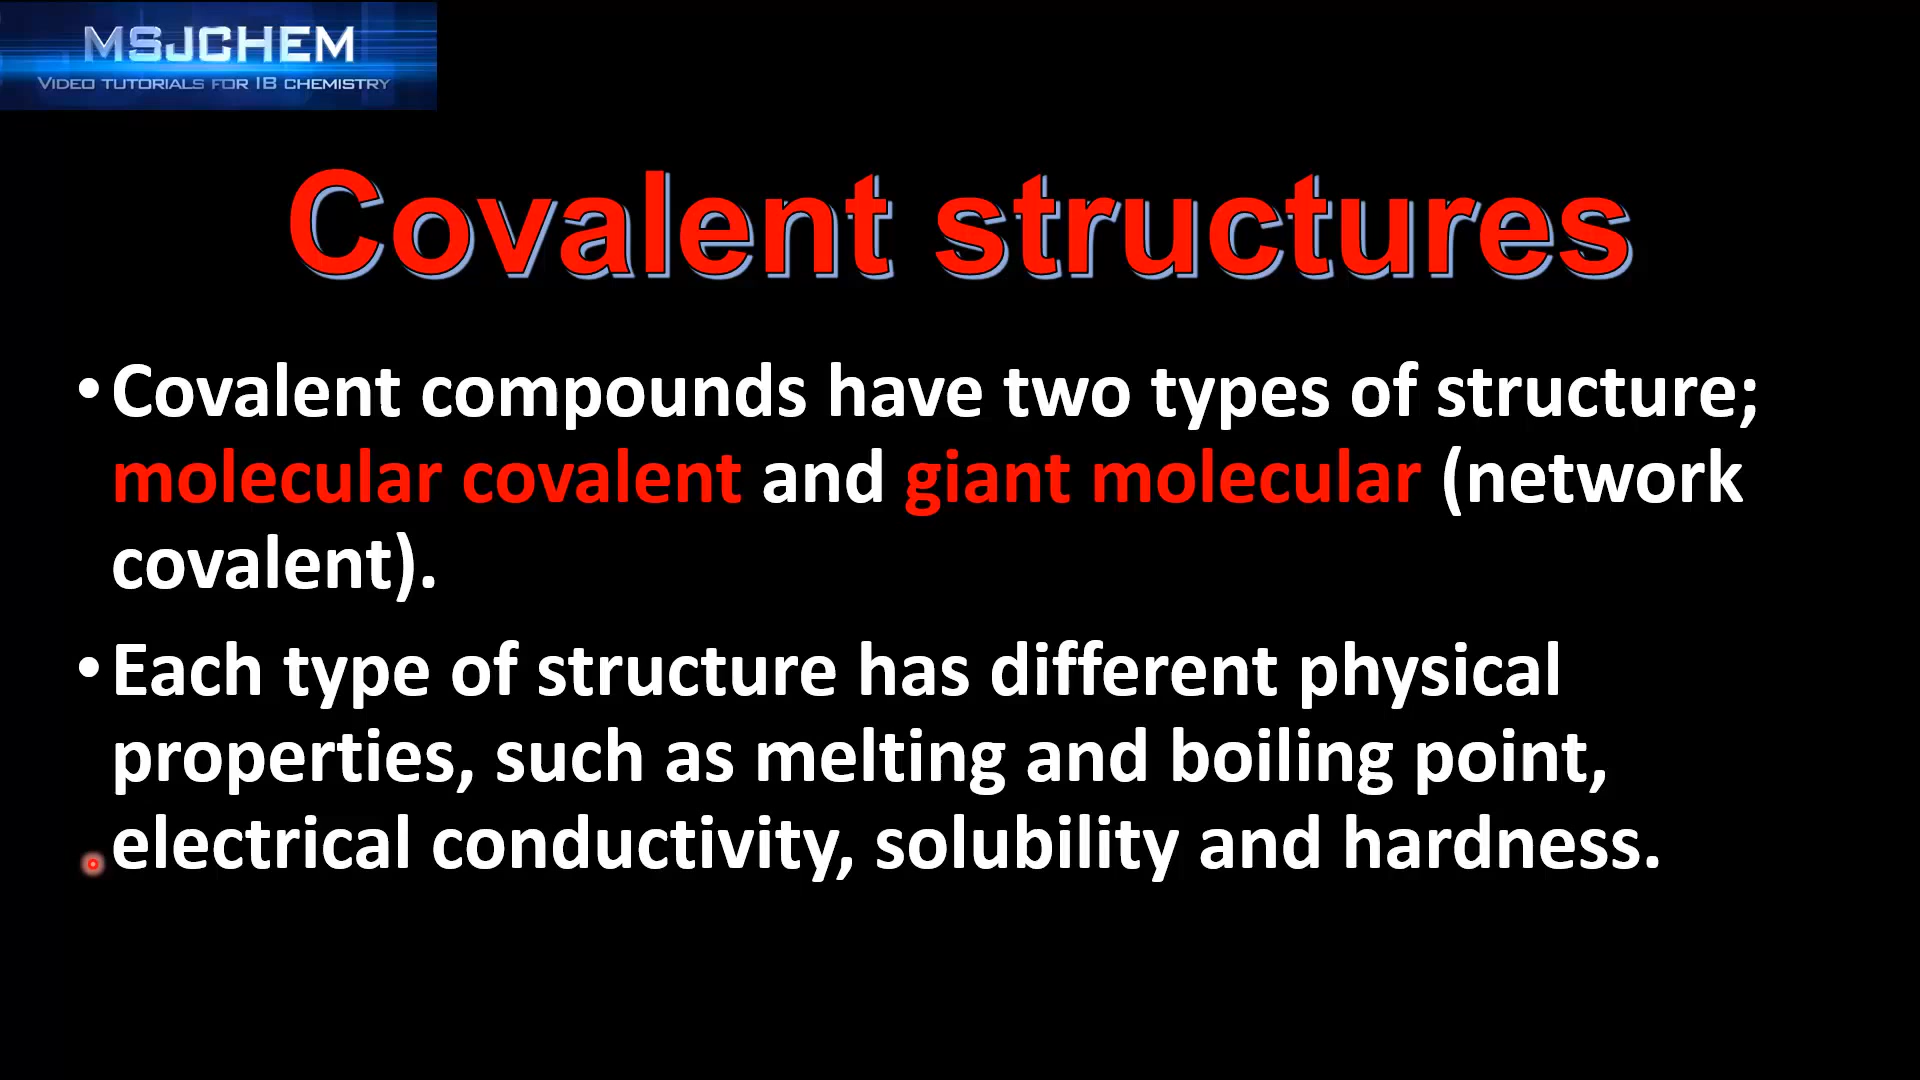 MSJCHEM
VIDEO TUTORIALS FOR IB CHEMISTRY
Covalent structures
•Covalent compounds have two types of structure;
molecular covalent and giant molecular (network
covalent).
•Each type of structure has different physical
properties, such as melting and boiling point,
electrical conductivity, solubility and hardness.